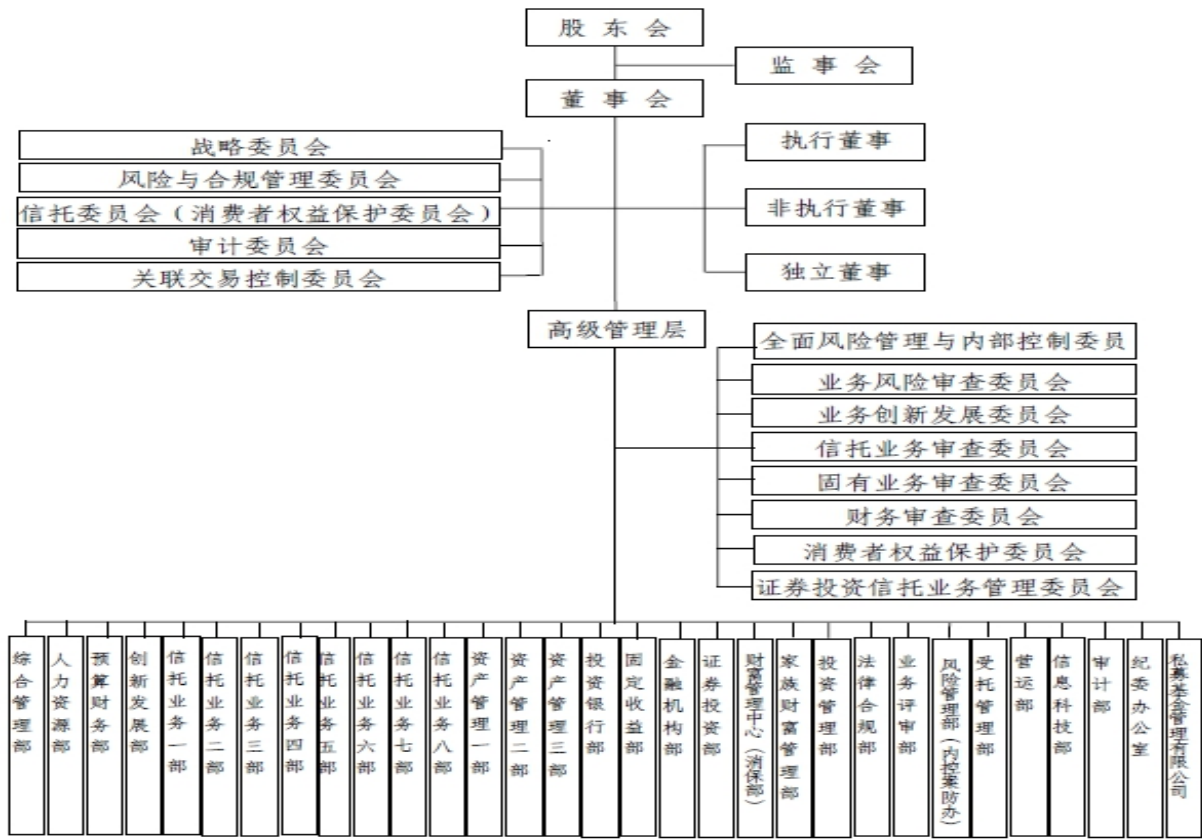 股东会
监事会
董事会
战略委员会
风险与合规管理委员会
信托委员会（消费者权益保护委员会）
审计委员会
关联交易控制委员会
执行董事
非执行董事
独立董事
高级管理层
全面风险管理与内部控制委员
业务风险审查委员会
业务创新发展委员会
信托业务审查委员会
固有业务审查委员会
财务审查委员会
消费者权益保护委员会
证券投资信托业务管理委员会
综合管理部
人力资源部
预算财务部
创新发展部
信托业务一部
信托业务二部
信托业务三部
信托业务四部
信托业务五部
信托业务六部
信托业务七部
信托业务八部
资产管理一部
资产管理二部
资产管理三部
投资银行部
固定收益部
金融机构部
证券投资部
财富管理中心（消保部）
家族财富管理部
投资管理部
法律合规部
业务评审部
风险管理部（内控案防办）
受托管理部
营运部
信息科技部
审计部
纪委办公室
私募基金管理有限公司